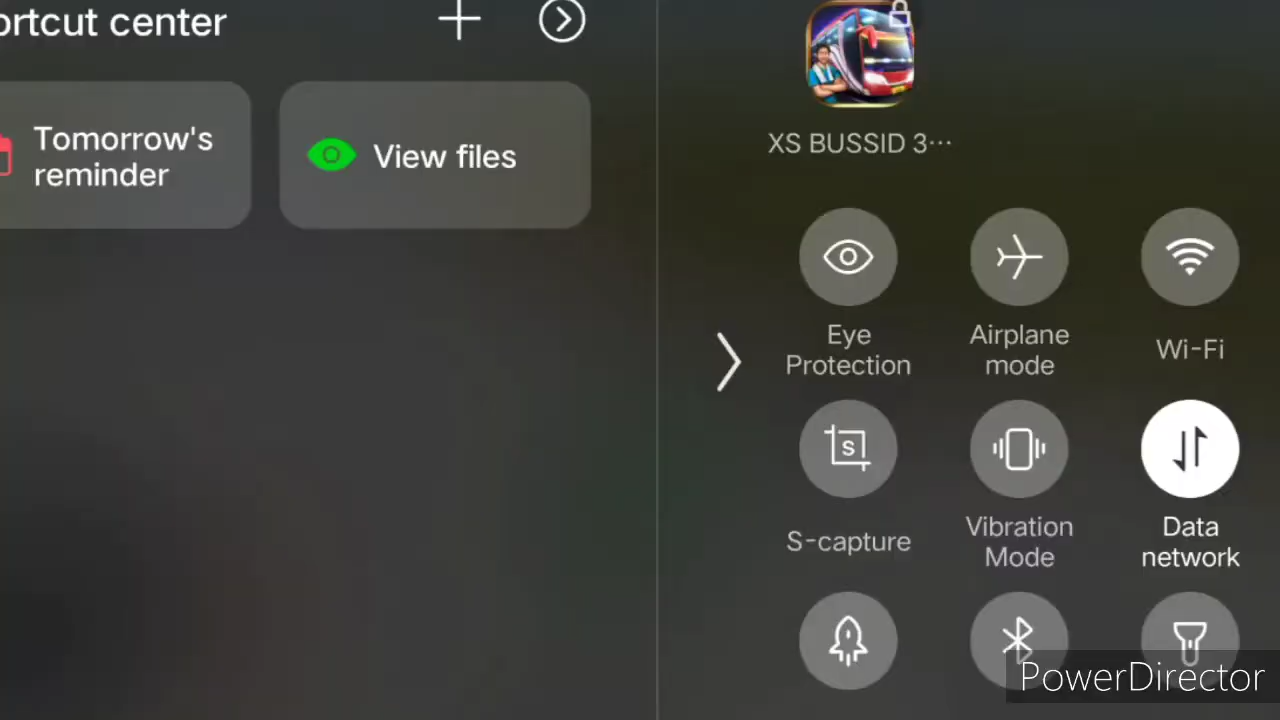 ortcut center
Tomorrow's
reminder
View files
XS BUSSID 3...
Eye
Protection
Airplane
mode
Wi-Fi
S
S-capture
Vibration
Mode
Data
network
PowerDirector